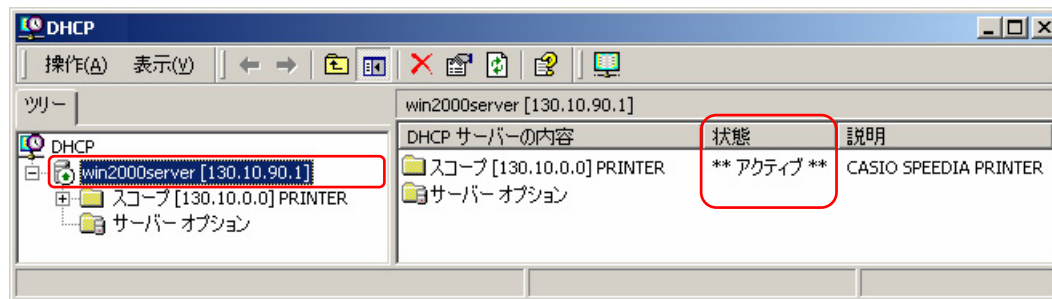 DHCP
操作(A) 表示(V)
ツリー
win2000server [130.10.90.1]
DHCP
win2000server [130.10.90.1]
スコープ [130.10.0.0] PRINTER
サーバー オプション
DHCP サーバーの内容 状態 説明
スコープ [130.10.0.0] PRINTER ** アクティブ ** CASIO SPEEDIA PRINTER
サーバー オプション